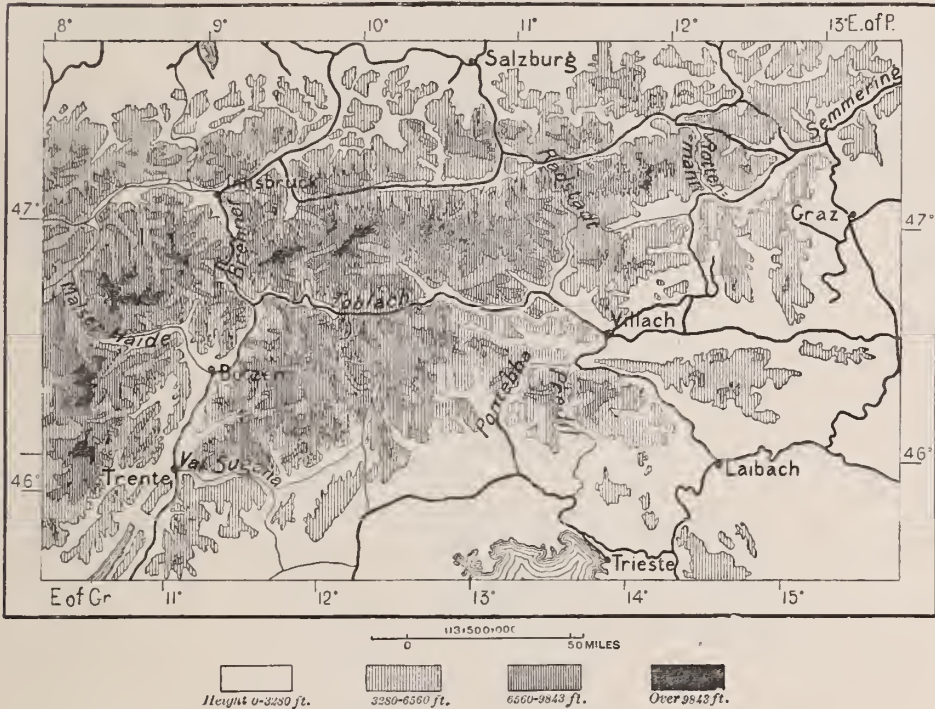 8° 9° 10° 11° 12° 13° E. of P.
Salzburg
Semmering
Innsbruck
Radstadt
Rotten-
mann
47° 47°
Graz
Brenner
Toblach
Malser Haide
Villach
Botzen
Pontebba
Trente
Val Sugana
Laibach
46° 46°
Trieste
E of Gr 11° 12° 13° 14° 15°
1:3:500:000
0 50 MILES
Height 0-3280 ft. 3280-6560 ft. 6560-9843 ft. Over 9843 ft.